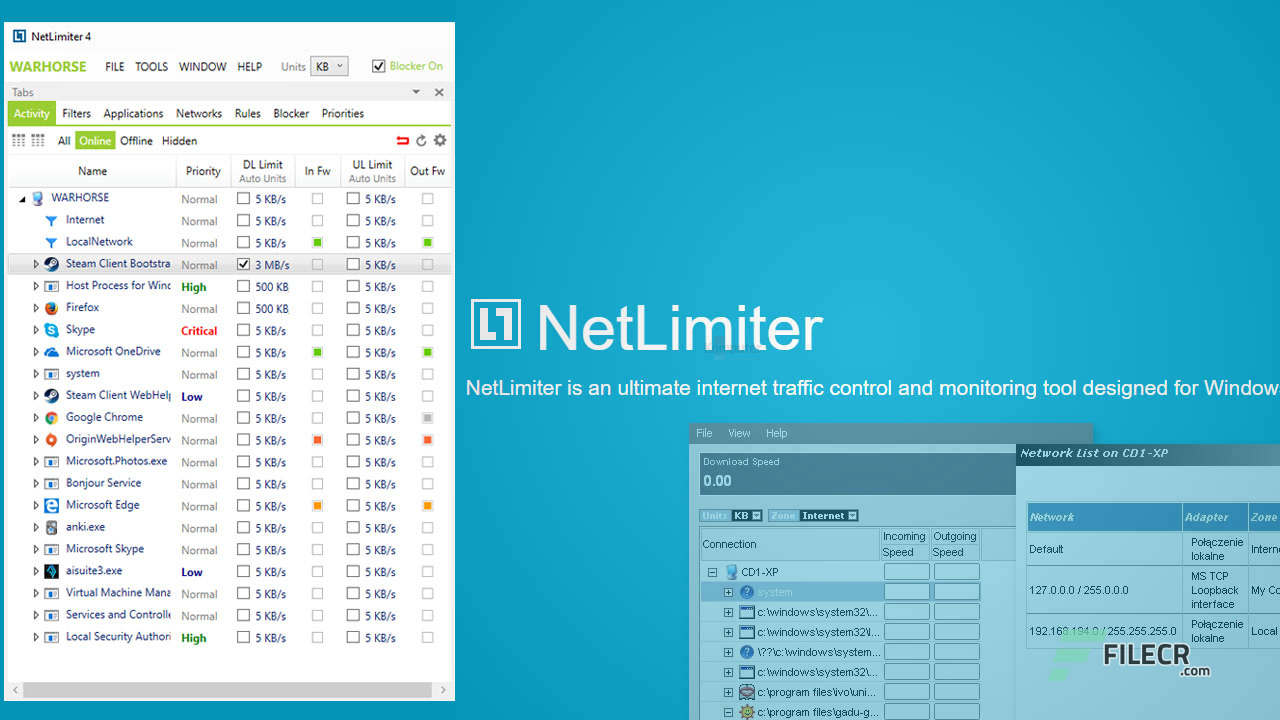 NetLimiter 4
WARHORSE FILE TOOLS WINDOW HELP Units KB Blocker On
Tabs
Activity Filters Applications Networks Rules Blocker Priorities
All Online Offline Hidden
Name Priority DL Limit Auto Units In Fw UL Limit Auto Units Out Fw
WARHORSE Normal 5 KB/s 5 KB/s
Internet Normal 5 KB/s 5 KB/s
LocalNetwork Normal 5 KB/s 5 KB/s
Steam Client Bootstra Normal 3 MB/s 5 KB/s
Host Process for Winc High 500 KB 5 KB/s
Firefox Normal 500 KB 5 KB/s
Skype Critical 5 KB/s 5 KB/s
Microsoft OneDrive Normal 5 KB/s 5 KB/s
system Normal 5 KB/s 5 KB/s
Steam Client WebHelp Low 5 KB/s 5 KB/s
Google Chrome Normal 5 KB/s 5 KB/s
OriginWebHelperServ Normal 5 KB/s 5 KB/s
Microsoft.Photos.exe Normal 5 KB/s 5 KB/s
Bonjour Service Normal 5 KB/s 5 KB/s
Microsoft Edge Normal 5 KB/s 5 KB/s
anki.exe Normal 5 KB/s 5 KB/s
Microsoft Skype Normal 5 KB/s 5 KB/s
aisuite3.exe Low 5 KB/s 5 KB/s
Virtual Machine Mana Normal 5 KB/s 5 KB/s
Services and Controlle Normal 5 KB/s 5 KB/s
Local Security Authori High 5 KB/s 5 KB/s
NetLimiter
NetLimiter is an ultimate internet traffic control and monitoring tool designed for Window
File View Help
Download Speed
0.00
Units KB Zone Internet
Connection Incoming Speed Outgoing Speed
CD1-XP
system
c:\windows\system32\...
c:\windows\system32\l...
\??\c:\windows\system...
c:\windows\system32\...
c:\program files\ivo\uni...
c:\program files\gadu-g...
Network List on CD1-XP
Network Adapter Zone
Default Połączenie lokalne Intern
127.0.0.0 / 255.0.0.0 MS TCP Loopback interface My Co
192.168.194.0 / 255.255.255.0 Połączenie lokalne Local
FILECR
.com